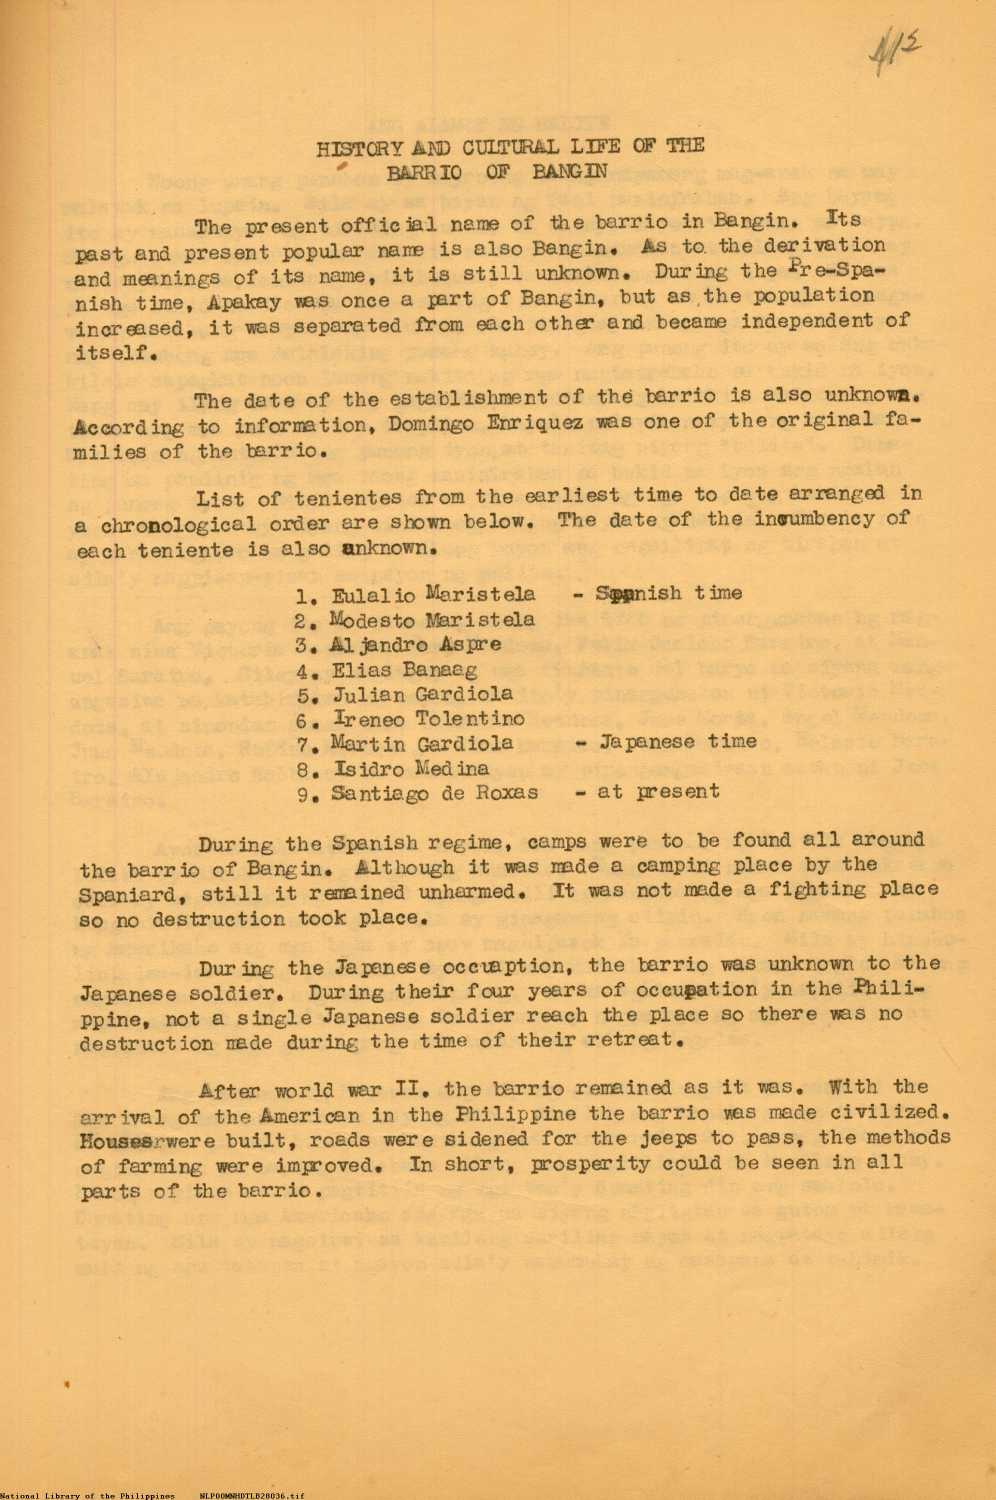 HISTORY AND CULTURAL LIFE OF THE
BARRIO OF BANGIN
The present official name of the barrio in Bangin. Its
past and present popular name is also Bangin. As to the derivation
and meanings of its name, it is still unknown. During the Pre-Spa-
nish time, Apakay was once a part of Bangin, but as the population
increased, it was separated from each other and became independent of
itself.
The date of the establishment of the barrio is also unknown.
According to information, Domingo Enriquez was one of the original fa-
milies of the barrio.
List of tenientes from the earliest time to date arranged in
a chronological order are shown below. The date of the incumbency of
each teniente is also unknown.
1. Eulalio Maristela - Spanish time
2. Modesto Maristela
3. Aljandro Aspre
4. Elias Banaag
5. Julian Gardiola
6. Ireneo Tolentino
7. Martin Gardiola - Japanese time
8. Isidro Medina
9. Santiago de Roxas - at present
During the Spanish regime, camps were to be found all around
the barrio of Bangin. Although it was made a camping place by the
Spaniard, still it remained unharmed. It was not made a fighting place
so no destruction took place.
During the Japanese occuaption, the barrio was unknown to the
Japanese soldier. During their four years of occupation in the Phili-
ppine, not a single Japanese soldier reach the place so there was no
destruction made during the time of their retreat.
After world war II. the barrio remained as it was. With the
arrival of the American in the Philippine the barrio was made civilized.
Houses were built, roads were sidened for the jeeps to pass, the methods
of farming were improved. In short, prosperity could be seen in all
parts of the barrio.
National Library of the Philippines NLP00MNHDTLB28036.tif